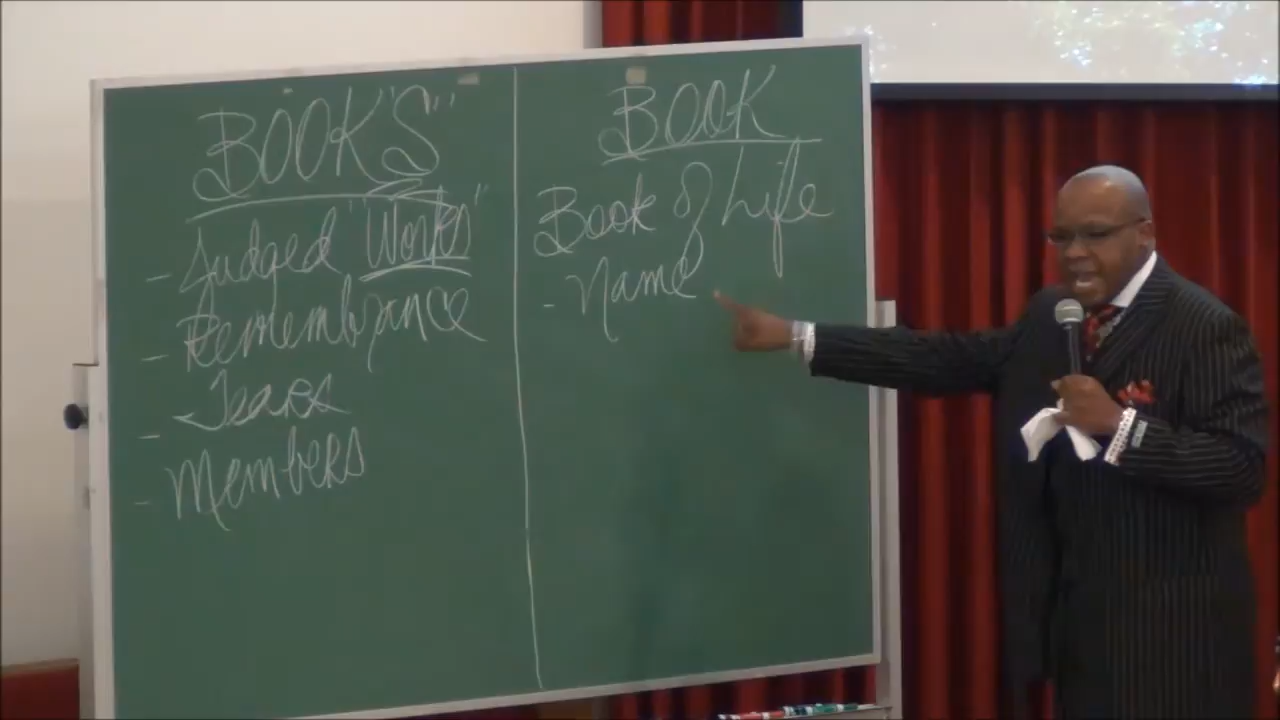 BOOK"S"
- Judged "Works"
- Remembrance
- Tears
- Members
BOOK
Book of Life
- Name